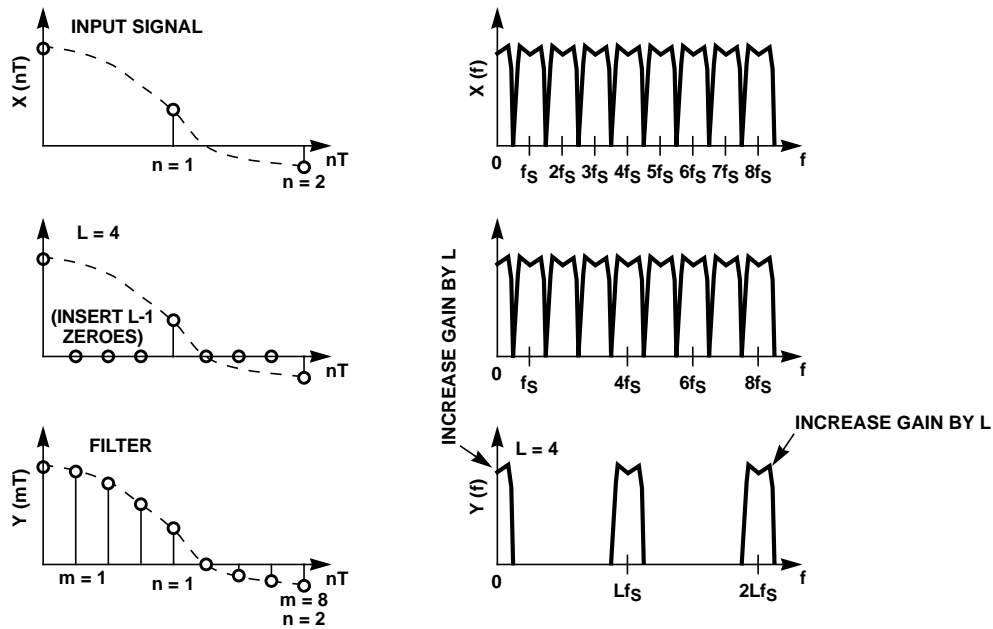 INPUT SIGNAL
X (nT)
nT
n = 1
n = 2
X (f)
f
0
fS 2fS 3fS 4fS 5fS 6fS 7fS 8fS
L = 4
(INSERT L-1
ZEROES)
nT
INCREASE GAIN BY L
f
0
fS 4fS 6fS 8fS
FILTER
Y (mT)
nT
m = 1
n = 1
m = 8
n = 2
INCREASE GAIN BY L
L = 4
Y (f)
f
0
LfS
2LfS